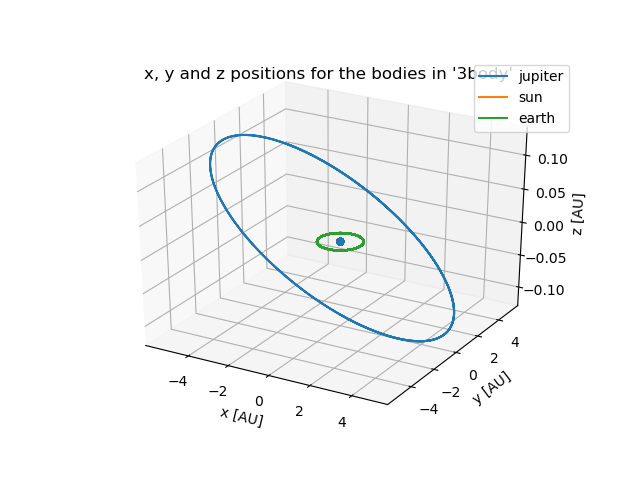 x, y and z positions for the bodies in '3body'
jupiter
sun
earth
0.10
0.05
0.00
−0.05
−0.10
z [AU]
−4
−2
0
2
4
x [AU]
−4
−2
0
2
4
y [AU]